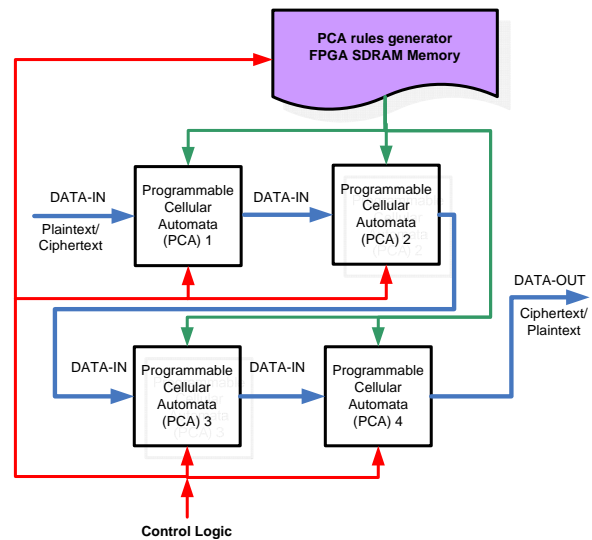 PCA rules generator
FPGA SDRAM Memory
DATA-IN
Plaintext/
Ciphertext
Programmable
Cellular
Automata
(PCA) 1
DATA-IN
Programmable
Cellular
Automata
(PCA) 2
DATA-OUT
Ciphertext/
Plaintext
DATA-IN
Programmable
Cellular
Automata
(PCA) 3
DATA-IN
Programmable
Cellular
Automata
(PCA) 4
Control Logic